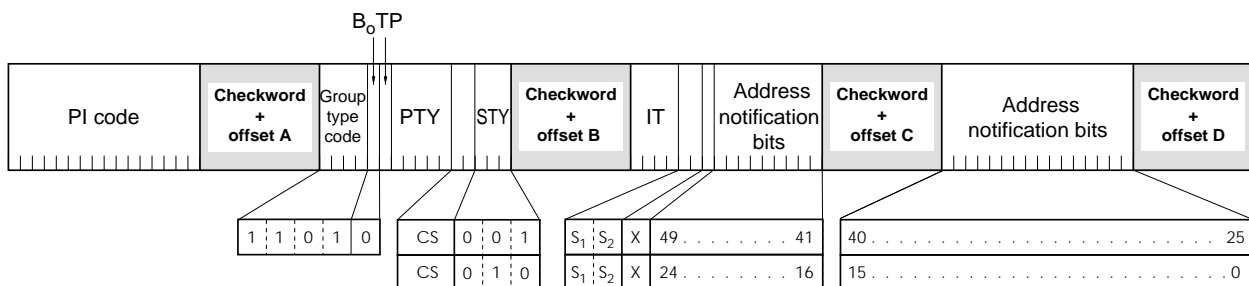 BoTP
PI code
Checkword
+
offset A
Group
type
code
PTY
STY
Checkword
+
offset B
IT
Address
notification
bits
Checkword
+
offset C
Address
notification bits
Checkword
+
offset D
1 1 0 1 0
CS 0 0 1
S1 S2 X 49 . . . . . . . . 41
40 . . . . . . . . . . . . . . . . . . . . . . . . . . . . . . 25
CS 0 1 0
S1 S2 X 24 . . . . . . . . 16
15 . . . . . . . . . . . . . . . . . . . . . . . . . . . . . . 0